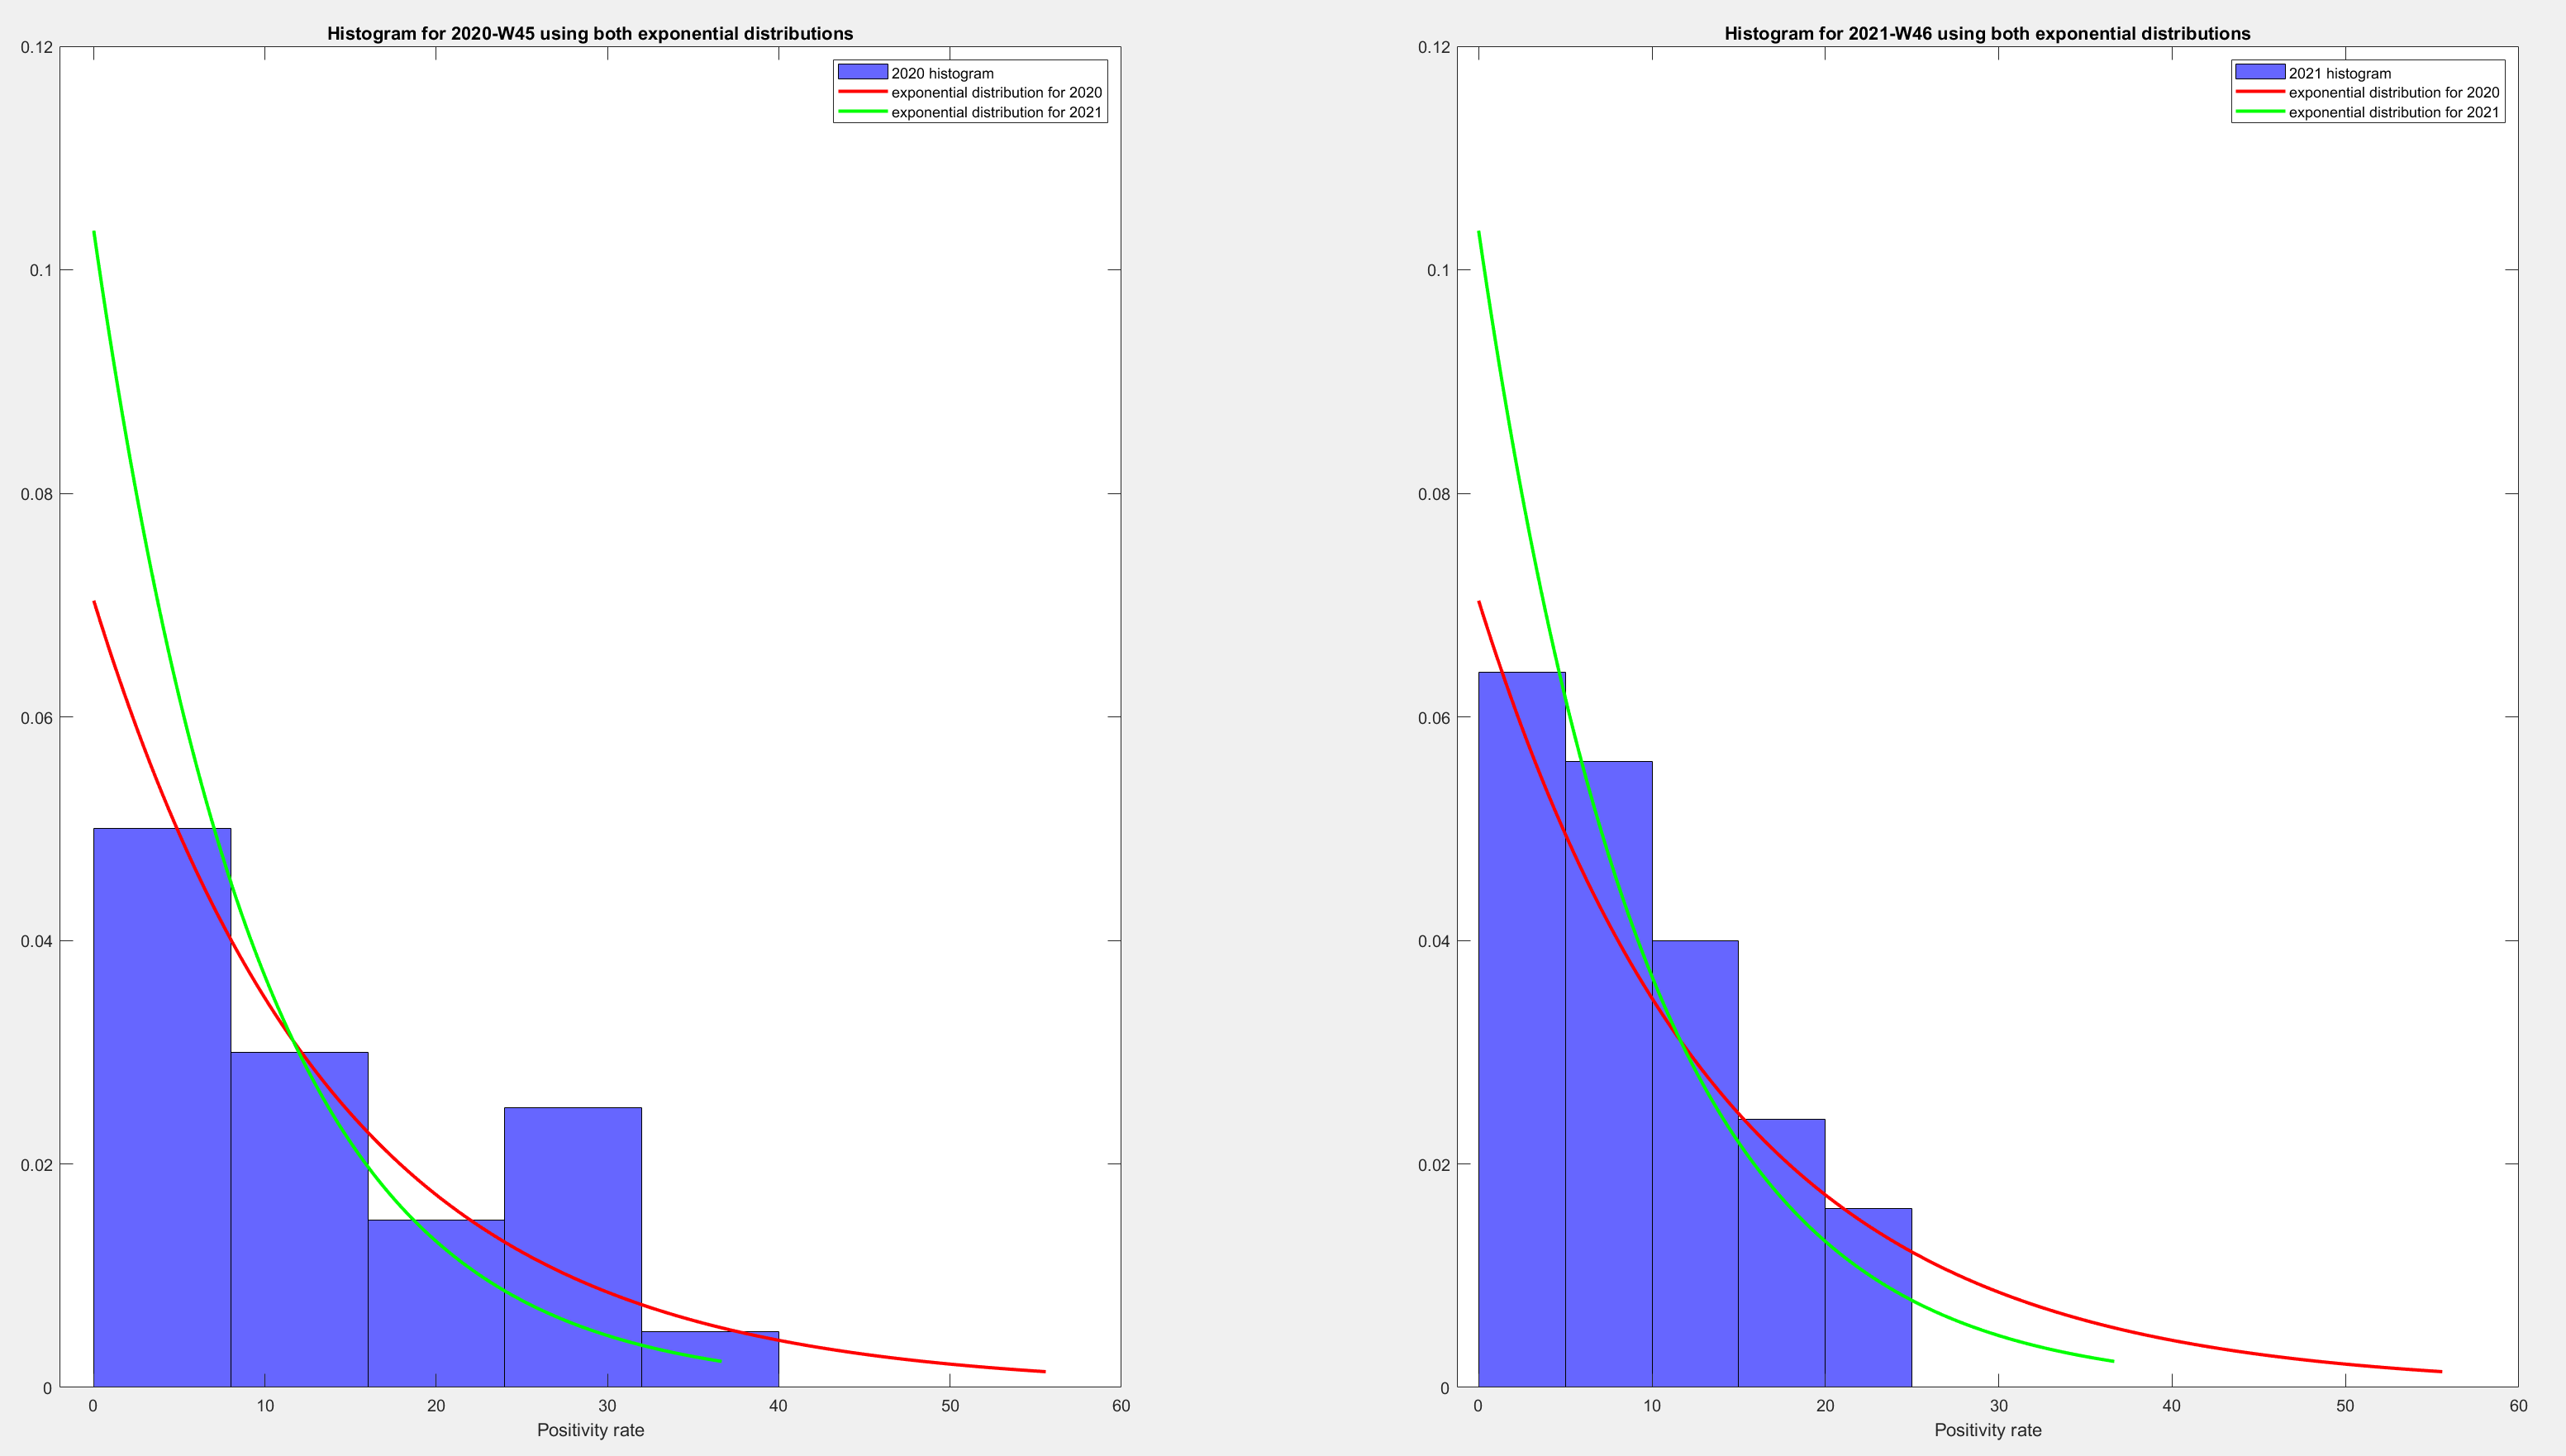 Histogram for 2020-W45 using both exponential distributions
0.12
0.1
0.08
0.06
0.04
0.02
0
2020 histogram
exponential distribution for 2020
exponential distribution for 2021
0 10 20 30 40 50 60
Positivity rate
Histogram for 2021-W46 using both exponential distributions
0.12
0.1
0.08
0.06
0.04
0.02
0
2021 histogram
exponential distribution for 2020
exponential distribution for 2021
0 10 20 30 40 50 60
Positivity rate